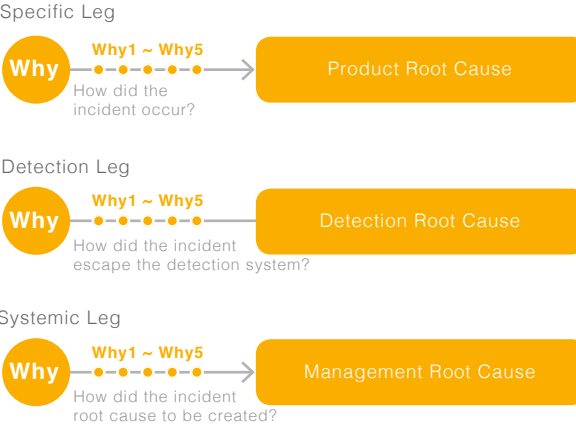 Specific Leg
Why
Why1 ~ Why5
How did the
incident occur?
Product Root Cause
Detection Leg
Why
Why1 ~ Why5
How did the incident
escape the detection system?
Detection Root Cause
Systemic Leg
Why
Why1 ~ Why5
How did the incident
root cause to be created?
Management Root Cause